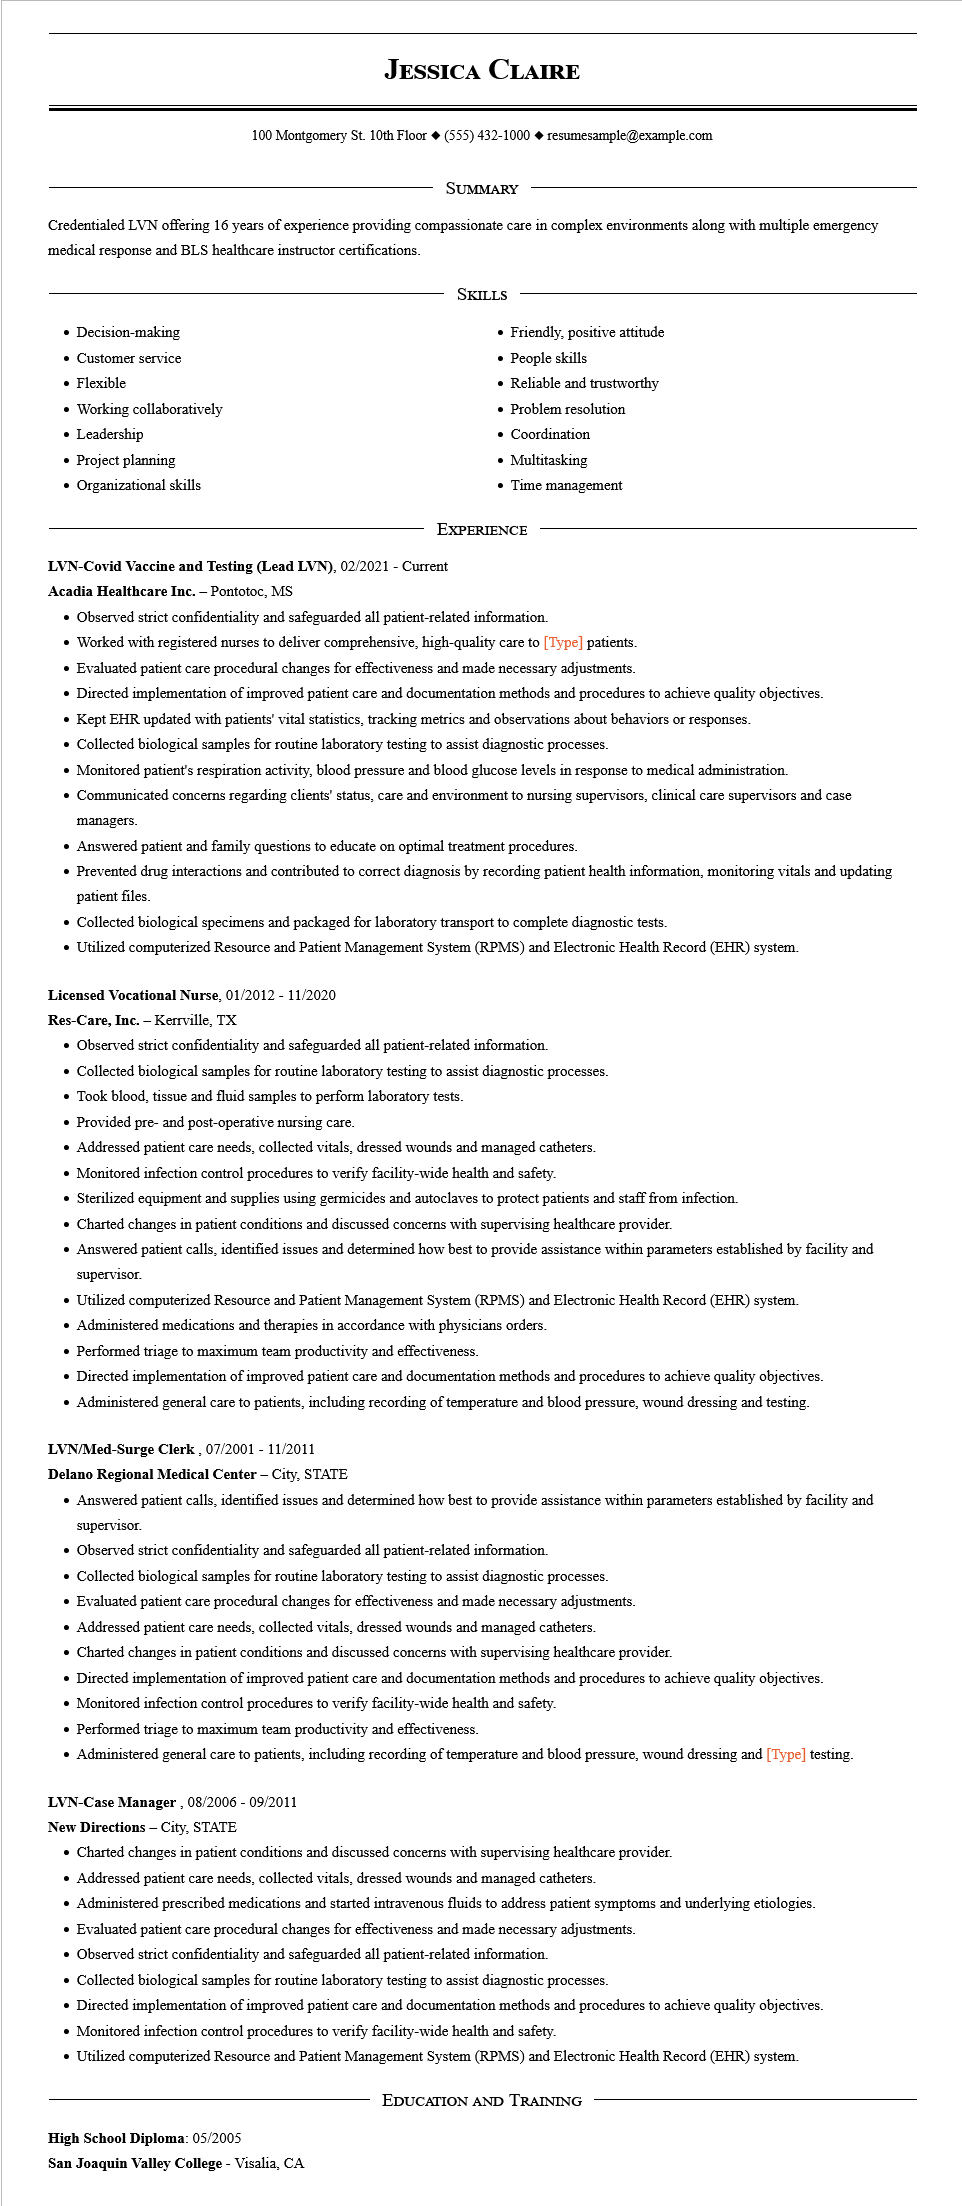 Jessica Claire
100 Montgomery St. 10th Floor ◆ (555) 432-1000 ◆ resumesample@example.com
Summary
Credentialed LVN offering 16 years of experience providing compassionate care in complex environments along with multiple emergency
medical response and BLS healthcare instructor certifications.
Skills
• Decision-making
• Customer service
• Flexible
• Working collaboratively
• Leadership
• Project planning
• Organizational skills
• Friendly, positive attitude
• People skills
• Reliable and trustworthy
• Problem resolution
• Coordination
• Multitasking
• Time management
Experience
LVN-Covid Vaccine and Testing (Lead LVN), 02/2021 - Current
Acadia Healthcare Inc. – Pontotoc, MS
• Observed strict confidentiality and safeguarded all patient-related information.
• Worked with registered nurses to deliver comprehensive, high-quality care to [Type] patients.
• Evaluated patient care procedural changes for effectiveness and made necessary adjustments.
• Directed implementation of improved patient care and documentation methods and procedures to achieve quality objectives.
• Kept EHR updated with patients' vital statistics, tracking metrics and observations about behaviors or responses.
• Collected biological samples for routine laboratory testing to assist diagnostic processes.
• Monitored patient's respiration activity, blood pressure and blood glucose levels in response to medical administration.
• Communicated concerns regarding clients' status, care and environment to nursing supervisors, clinical care supervisors and case
managers.
• Answered patient and family questions to educate on optimal treatment procedures.
• Prevented drug interactions and contributed to correct diagnosis by recording patient health information, monitoring vitals and updating
patient files.
• Collected biological specimens and packaged for laboratory transport to complete diagnostic tests.
• Utilized computerized Resource and Patient Management System (RPMS) and Electronic Health Record (EHR) system.
Licensed Vocational Nurse, 01/2012 - 11/2020
Res-Care, Inc. – Kerrville, TX
• Observed strict confidentiality and safeguarded all patient-related information.
• Collected biological samples for routine laboratory testing to assist diagnostic processes.
• Took blood, tissue and fluid samples to perform laboratory tests.
• Provided pre- and post-operative nursing care.
• Addressed patient care needs, collected vitals, dressed wounds and managed catheters.
• Monitored infection control procedures to verify facility-wide health and safety.
• Sterilized equipment and supplies using germicides and autoclaves to protect patients and staff from infection.
• Charted changes in patient conditions and discussed concerns with supervising healthcare provider.
• Answered patient calls, identified issues and determined how best to provide assistance within parameters established by facility and
supervisor.
• Utilized computerized Resource and Patient Management System (RPMS) and Electronic Health Record (EHR) system.
• Administered medications and therapies in accordance with physicians orders.
• Performed triage to maximum team productivity and effectiveness.
• Directed implementation of improved patient care and documentation methods and procedures to achieve quality objectives.
• Administered general care to patients, including recording of temperature and blood pressure, wound dressing and testing.
LVN/Med-Surge Clerk , 07/2001 - 11/2011
Delano Regional Medical Center – City, STATE
• Answered patient calls, identified issues and determined how best to provide assistance within parameters established by facility and
supervisor.
• Observed strict confidentiality and safeguarded all patient-related information.
• Collected biological samples for routine laboratory testing to assist diagnostic processes.
• Evaluated patient care procedural changes for effectiveness and made necessary adjustments.
• Addressed patient care needs, collected vitals, dressed wounds and managed catheters.
• Charted changes in patient conditions and discussed concerns with supervising healthcare provider.
• Directed implementation of improved patient care and documentation methods and procedures to achieve quality objectives.
• Monitored infection control procedures to verify facility-wide health and safety.
• Performed triage to maximum team productivity and effectiveness.
• Administered general care to patients, including recording of temperature and blood pressure, wound dressing and [Type] testing.
LVN-Case Manager , 08/2006 - 09/2011
New Directions – City, STATE
• Charted changes in patient conditions and discussed concerns with supervising healthcare provider.
• Addressed patient care needs, collected vitals, dressed wounds and managed catheters.
• Administered prescribed medications and started intravenous fluids to address patient symptoms and underlying etiologies.
• Evaluated patient care procedural changes for effectiveness and made necessary adjustments.
• Observed strict confidentiality and safeguarded all patient-related information.
• Collected biological samples for routine laboratory testing to assist diagnostic processes.
• Directed implementation of improved patient care and documentation methods and procedures to achieve quality objectives.
• Monitored infection control procedures to verify facility-wide health and safety.
• Utilized computerized Resource and Patient Management System (RPMS) and Electronic Health Record (EHR) system.
Education and Training
High School Diploma: 05/2005
San Joaquin Valley College - Visalia, CA